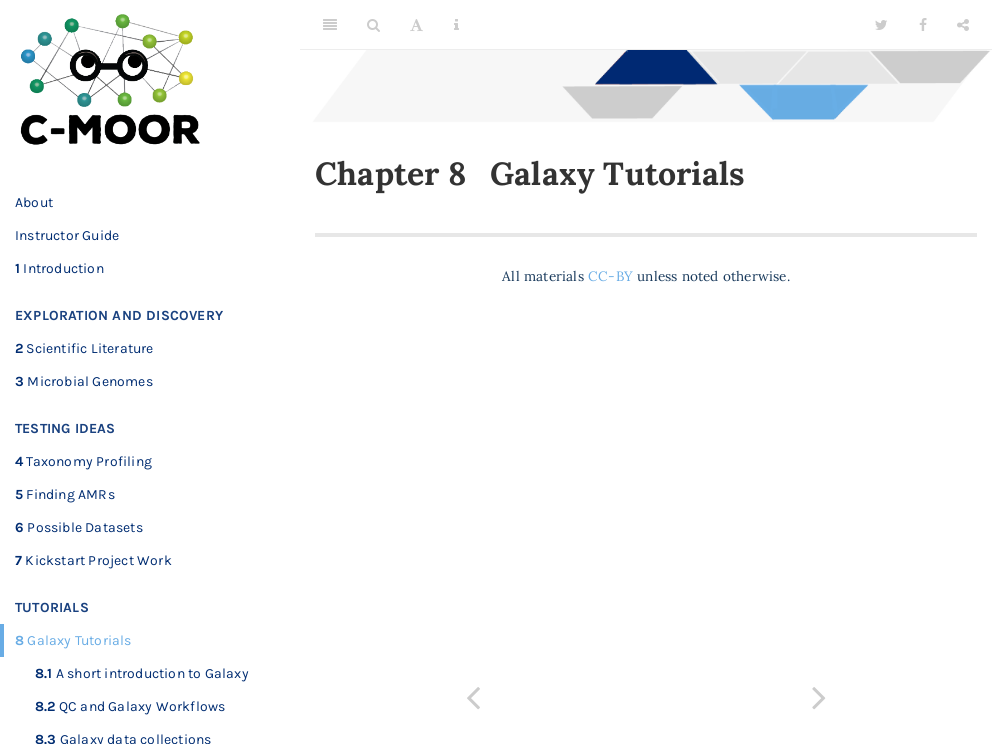 C-MOOR
About
Instructor Guide
1 Introduction
EXPLORATION AND DISCOVERY
2 Scientific Literature
3 Microbial Genomes
TESTING IDEAS
4 Taxonomy Profiling
5 Finding AMRs
6 Possible Datasets
7 Kickstart Project Work
TUTORIALS
8 Galaxy Tutorials
8.1 A short introduction to Galaxy
8.2 QC and Galaxy Workflows
8.3 Galaxy data collections
A
Chapter 8 Galaxy Tutorials
All materials CC-BY unless noted otherwise.